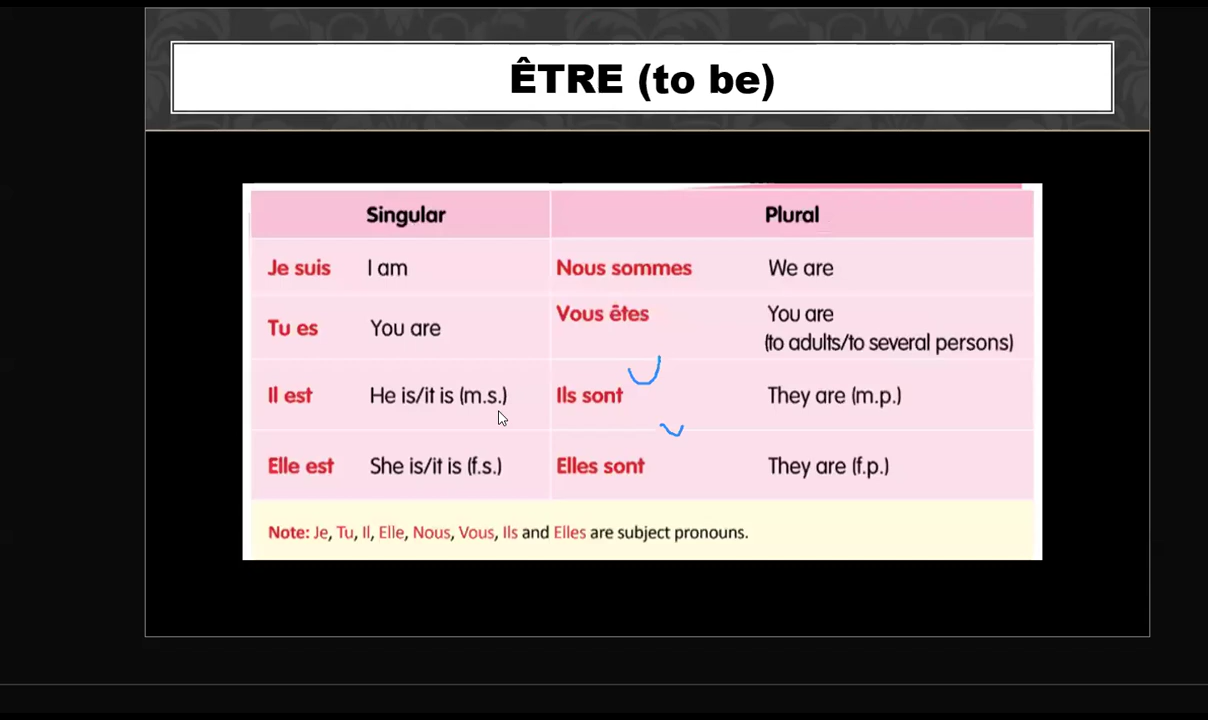 ÊTRE (to be)
Singular Plural
Je suis I am Nous sommes We are
Tu es You are Vous êtes You are
(to adults/to several persons)
Il est He is/it is (m.s.) Ils sont They are (m.p.)
Elle est She is/it is (f.s.) Elles sont They are (f.p.)
Note: Je, Tu, Il, Elle, Nous, Vous, Ils and Elles are subject pronouns.